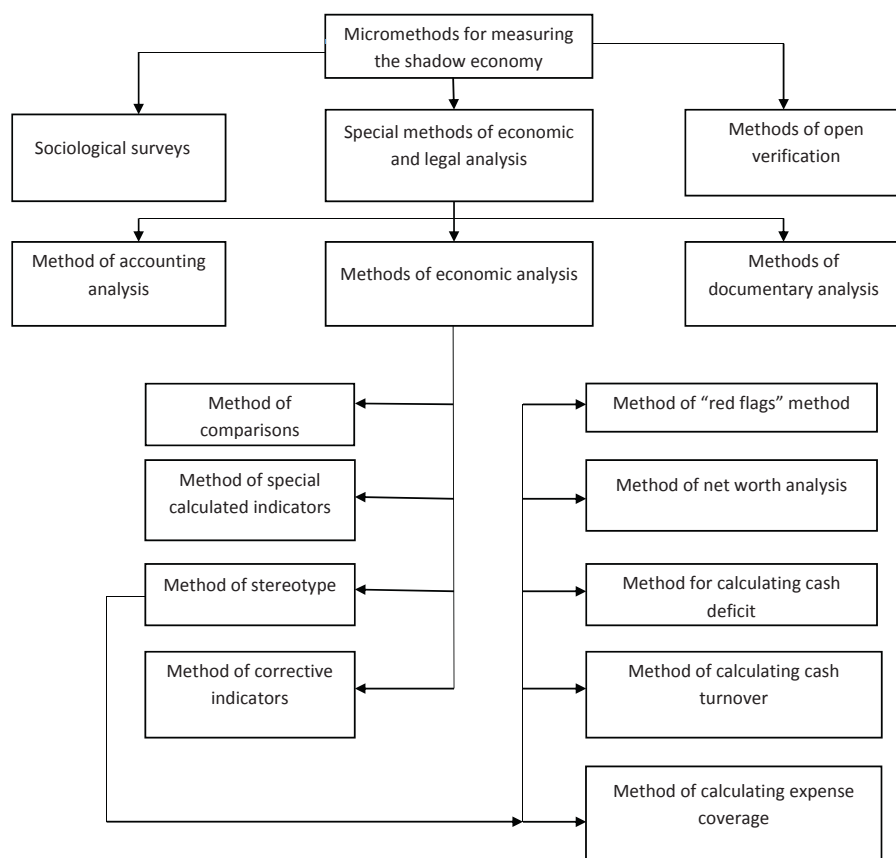 Micromethods for measuring
the shadow economy
Sociological surveys
Special methods of economic
and legal analysis
Methods of open
verification
Method of accounting
analysis
Methods of economic analysis
Methods of
documentary analysis
Method of
comparisons
Method of special
calculated indicators
Method of stereotype
Method of corrective
indicators
Method of “red flags” method
Method of net worth analysis
Method for calculating cash
deficit
Method of calculating cash
turnover
Method of calculating expense
coverage